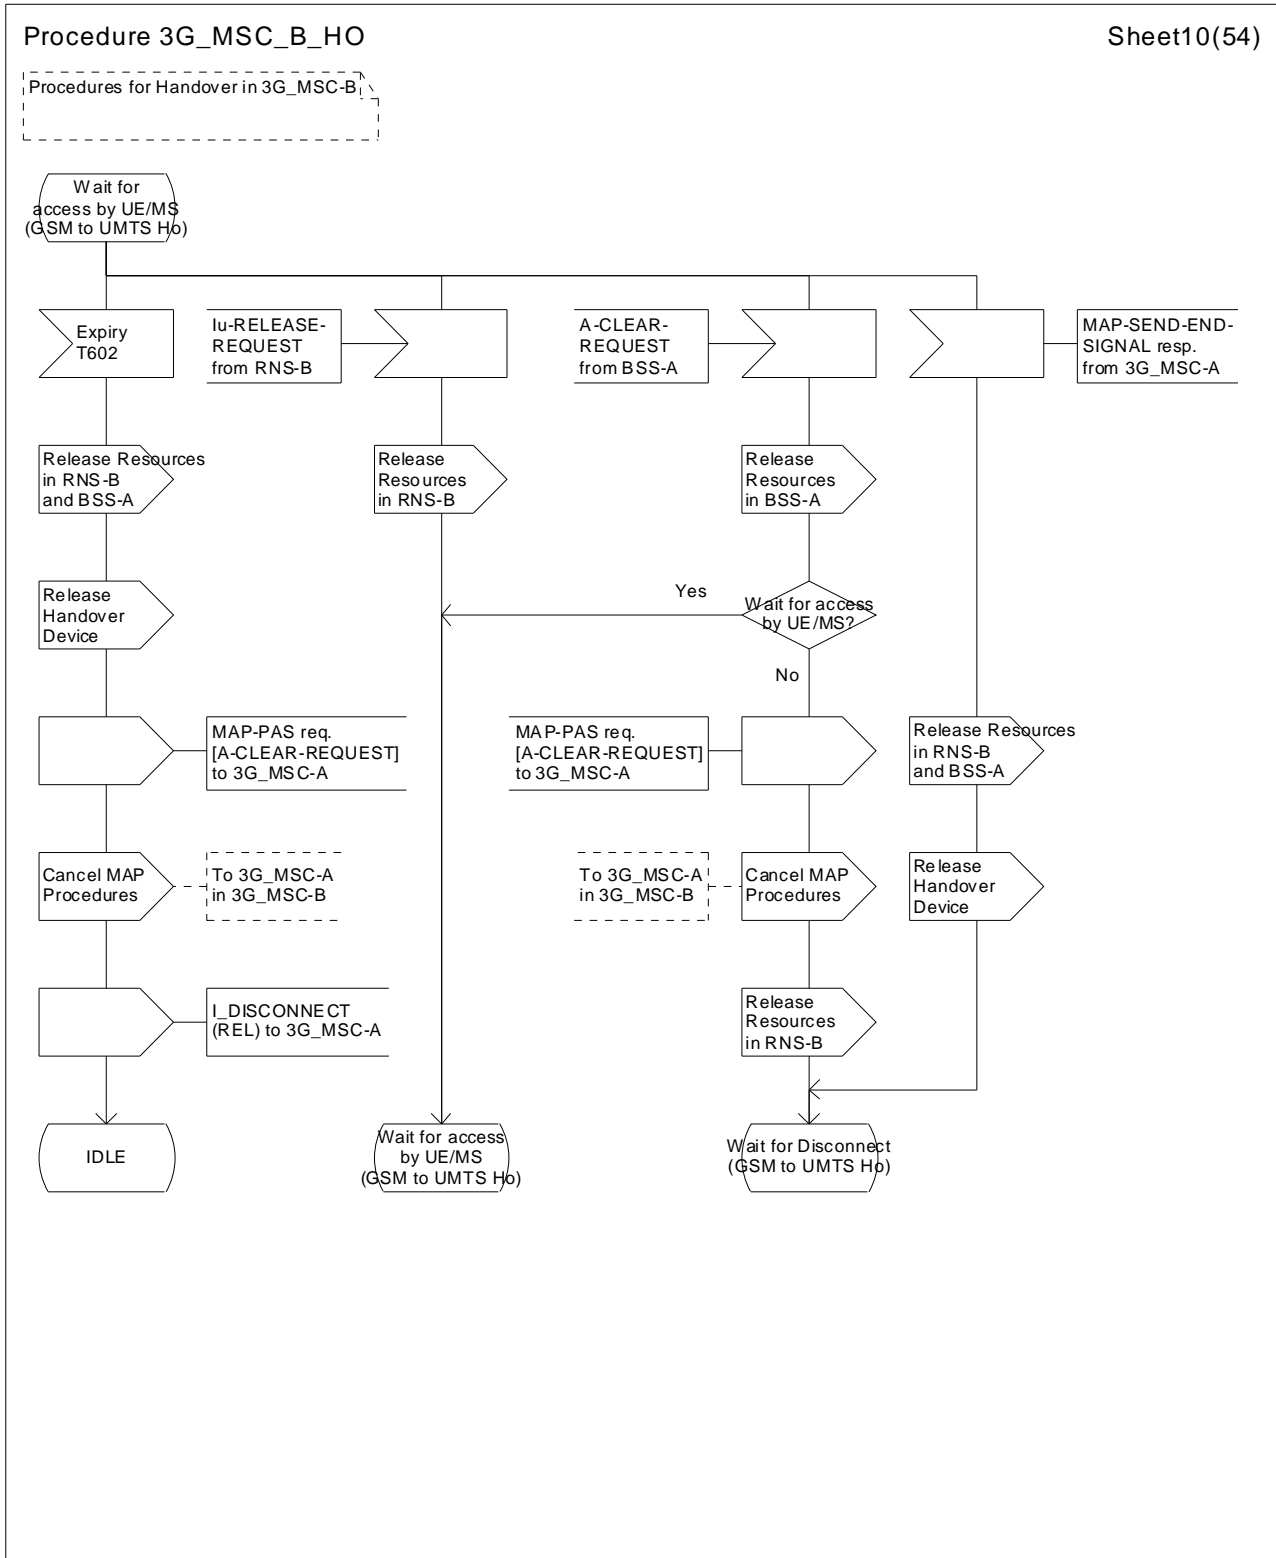 Procedure 3G_MSC_B_HO
Sheet10(54)
Procedures for Handover in 3G_MSC-B
Wait for
access by UE/MS
(GSM to UMTS Ho)
Expiry
T602
Iu-RELEASE-
REQUEST
from RNS-B
A-CLEAR-
REQUEST
from BSS-A
MAP-SEND-END-
SIGNAL resp.
from 3G_MSC-A
Release Resources
in RNS-B
and BSS-A
Release
Resources
in RNS-B
Release
Resources
in BSS-A
Release
Handover
Device
Yes
Wait for access
by UE/MS?
No
MAP-PAS req.
[A-CLEAR-REQUEST]
to 3G_MSC-A
MAP-PAS req.
[A-CLEAR-REQUEST]
to 3G_MSC-A
Release Resources
in RNS-B
and BSS-A
Cancel MAP
Procedures
To 3G_MSC-A
in 3G_MSC-B
To 3G_MSC-A
in 3G_MSC-B
Cancel MAP
Procedures
Release
Handover
Device
I_DISCONNECT
(REL) to 3G_MSC-A
Release
Resources
in RNS-B
IDLE
Wait for access
by UE/MS
(GSM to UMTS Ho)
Wait for Disconnect
(GSM to UMTS Ho)